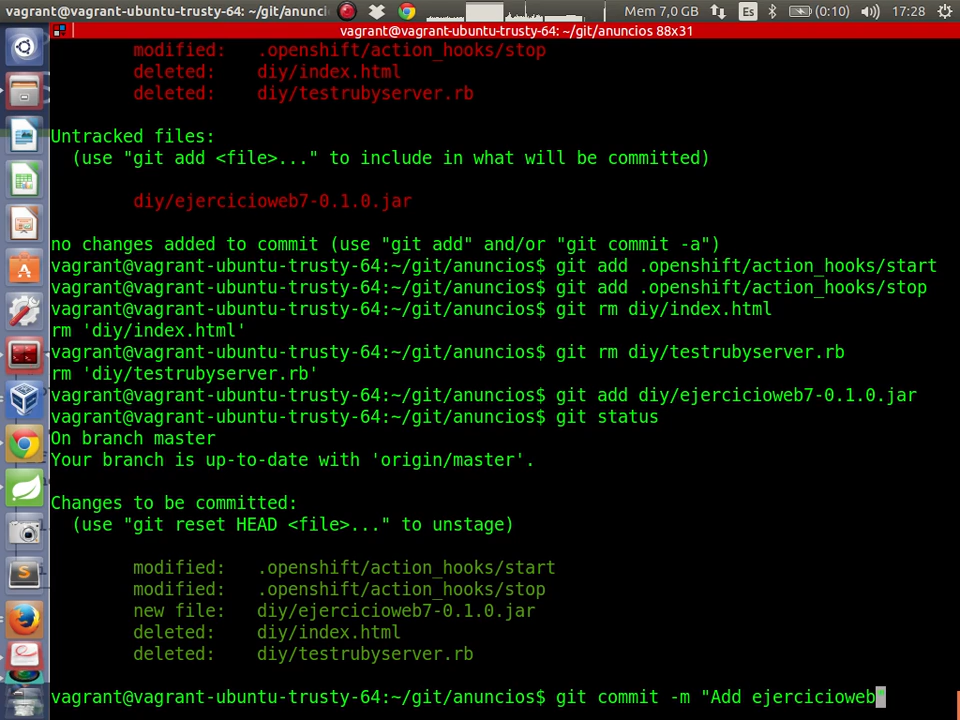 vagrant@vagrant-ubuntu-trusty-64: ~/git/anunci
Mem 7,0 GB
Es
(0:10)
17:28
vagrant@vagrant-ubuntu-trusty-64: ~/git/anuncios 88x31
modified:   .openshift/action_hooks/stop
deleted:    diy/index.html
deleted:    diy/testrubyserver.rb
Untracked files:
(use "git add <file>..." to include in what will be committed)
diy/ejercicioweb7-0.1.0.jar
no changes added to commit (use "git add" and/or "git commit -a")
vagrant@vagrant-ubuntu-trusty-64:~/git/anuncios$ git add .openshift/action_hooks/start
vagrant@vagrant-ubuntu-trusty-64:~/git/anuncios$ git add .openshift/action_hooks/stop
vagrant@vagrant-ubuntu-trusty-64:~/git/anuncios$ git rm diy/index.html
rm 'diy/index.html'
vagrant@vagrant-ubuntu-trusty-64:~/git/anuncios$ git rm diy/testrubyserver.rb
rm 'diy/testrubyserver.rb'
vagrant@vagrant-ubuntu-trusty-64:~/git/anuncios$ git add diy/ejercicioweb7-0.1.0.jar
vagrant@vagrant-ubuntu-trusty-64:~/git/anuncios$ git status
On branch master
Your branch is up-to-date with 'origin/master'.
Changes to be committed:
(use "git reset HEAD <file>..." to unstage)
modified:   .openshift/action_hooks/start
modified:   .openshift/action_hooks/stop
new file:   diy/ejercicioweb7-0.1.0.jar
deleted:    diy/index.html
deleted:    diy/testrubyserver.rb
vagrant@vagrant-ubuntu-trusty-64:~/git/anuncios$ git commit -m "Add ejercicioweb"